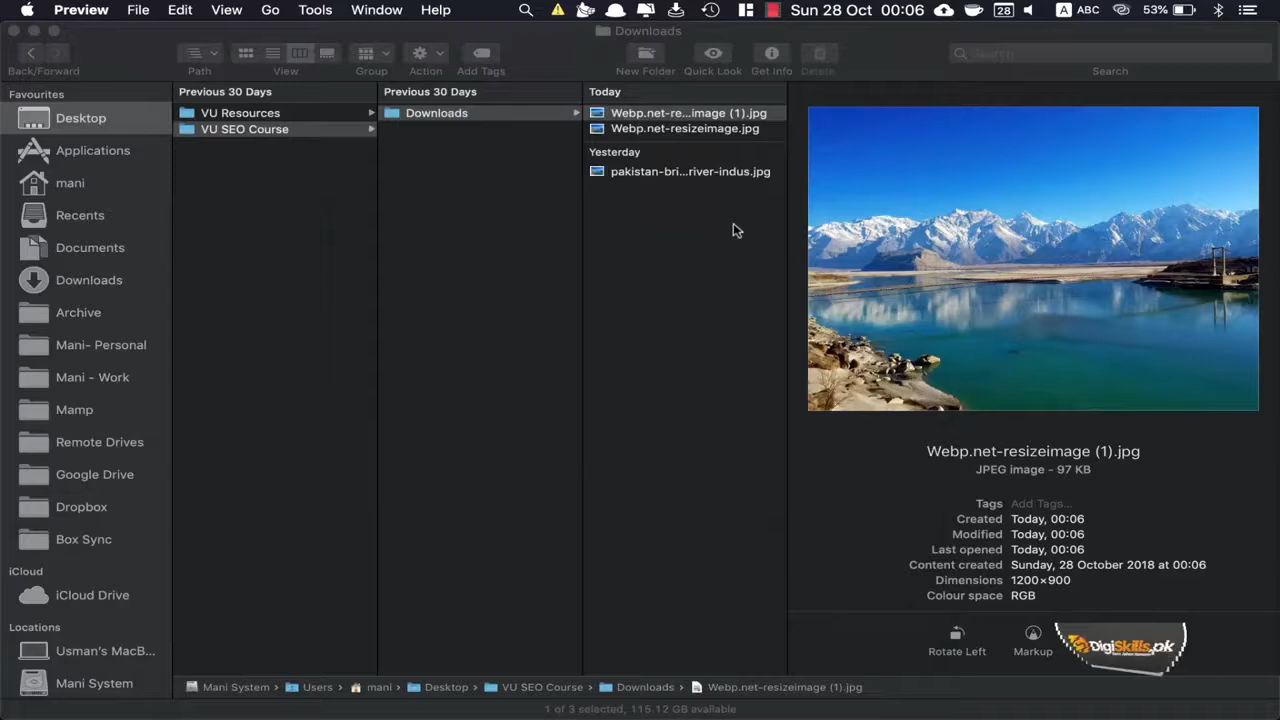 Preview File Edit View Go Tools Window Help Sun 28 Oct 00:06 28 A ABC 53%
Downloads
Back/Forward Path View Group Action Add Tags New Folder Quick Look Get Info Delete Search
Search
Favourites
Desktop
Applications
mani
Recents
Documents
Downloads
Archive
Mani- Personal
Mani - Work
Mamp
Remote Drives
Google Drive
Dropbox
Box Sync
iCloud
iCloud Drive
Locations
Usman's MacB...
Mani System
Previous 30 Days
VU Resources
VU SEO Course
Previous 30 Days
Downloads
Today
Webp.net-re...image (1).jpg
Webp.net-resizeimage.jpg
Yesterday
pakistan-bri...river-indus.jpg
Webp.net-resizeimage (1).jpg
JPEG image - 97 KB
Tags Add Tags...
Created Today, 00:06
Modified Today, 00:06
Last opened Today, 00:06
Content created Sunday, 28 October 2018 at 00:06
Dimensions 1200×900
Colour space RGB
Rotate Left Markup
DigiSkills.pk
Mani System Users mani Desktop VU SEO Course Downloads Webp.net-resizeimage (1).jpg
1 of 3 selected, 115.12 GB available